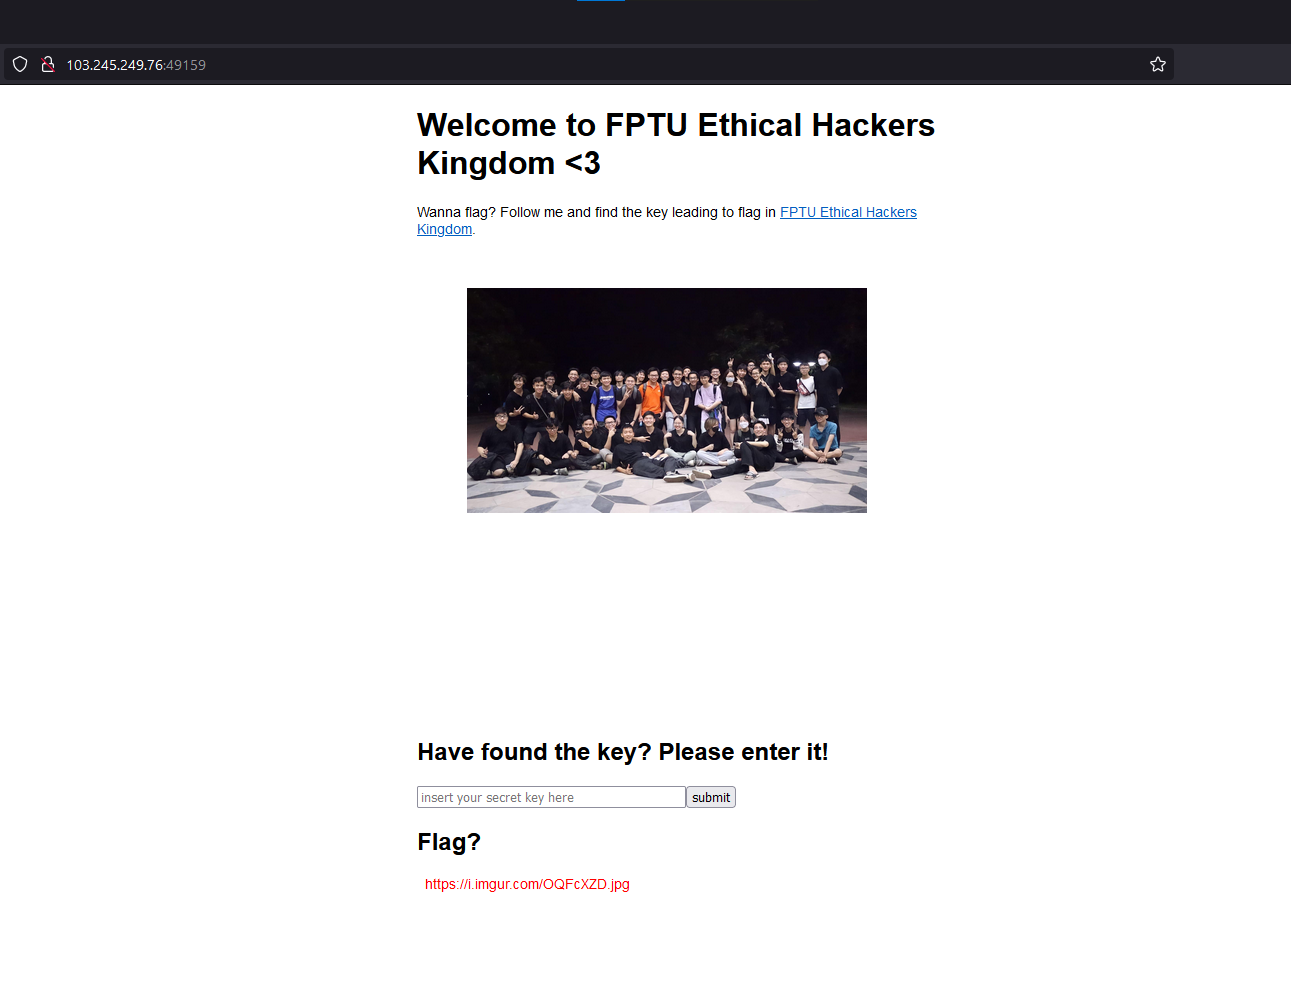 103.245.249.76:49159
Welcome to FPTU Ethical Hackers
Kingdom <3
Wanna flag? Follow me and find the key leading to flag in FPTU Ethical Hackers
Kingdom.
Have found the key? Please enter it!
insert your secret key here submit
Flag?
https://i.imgur.com/OQFcXZD.jpg